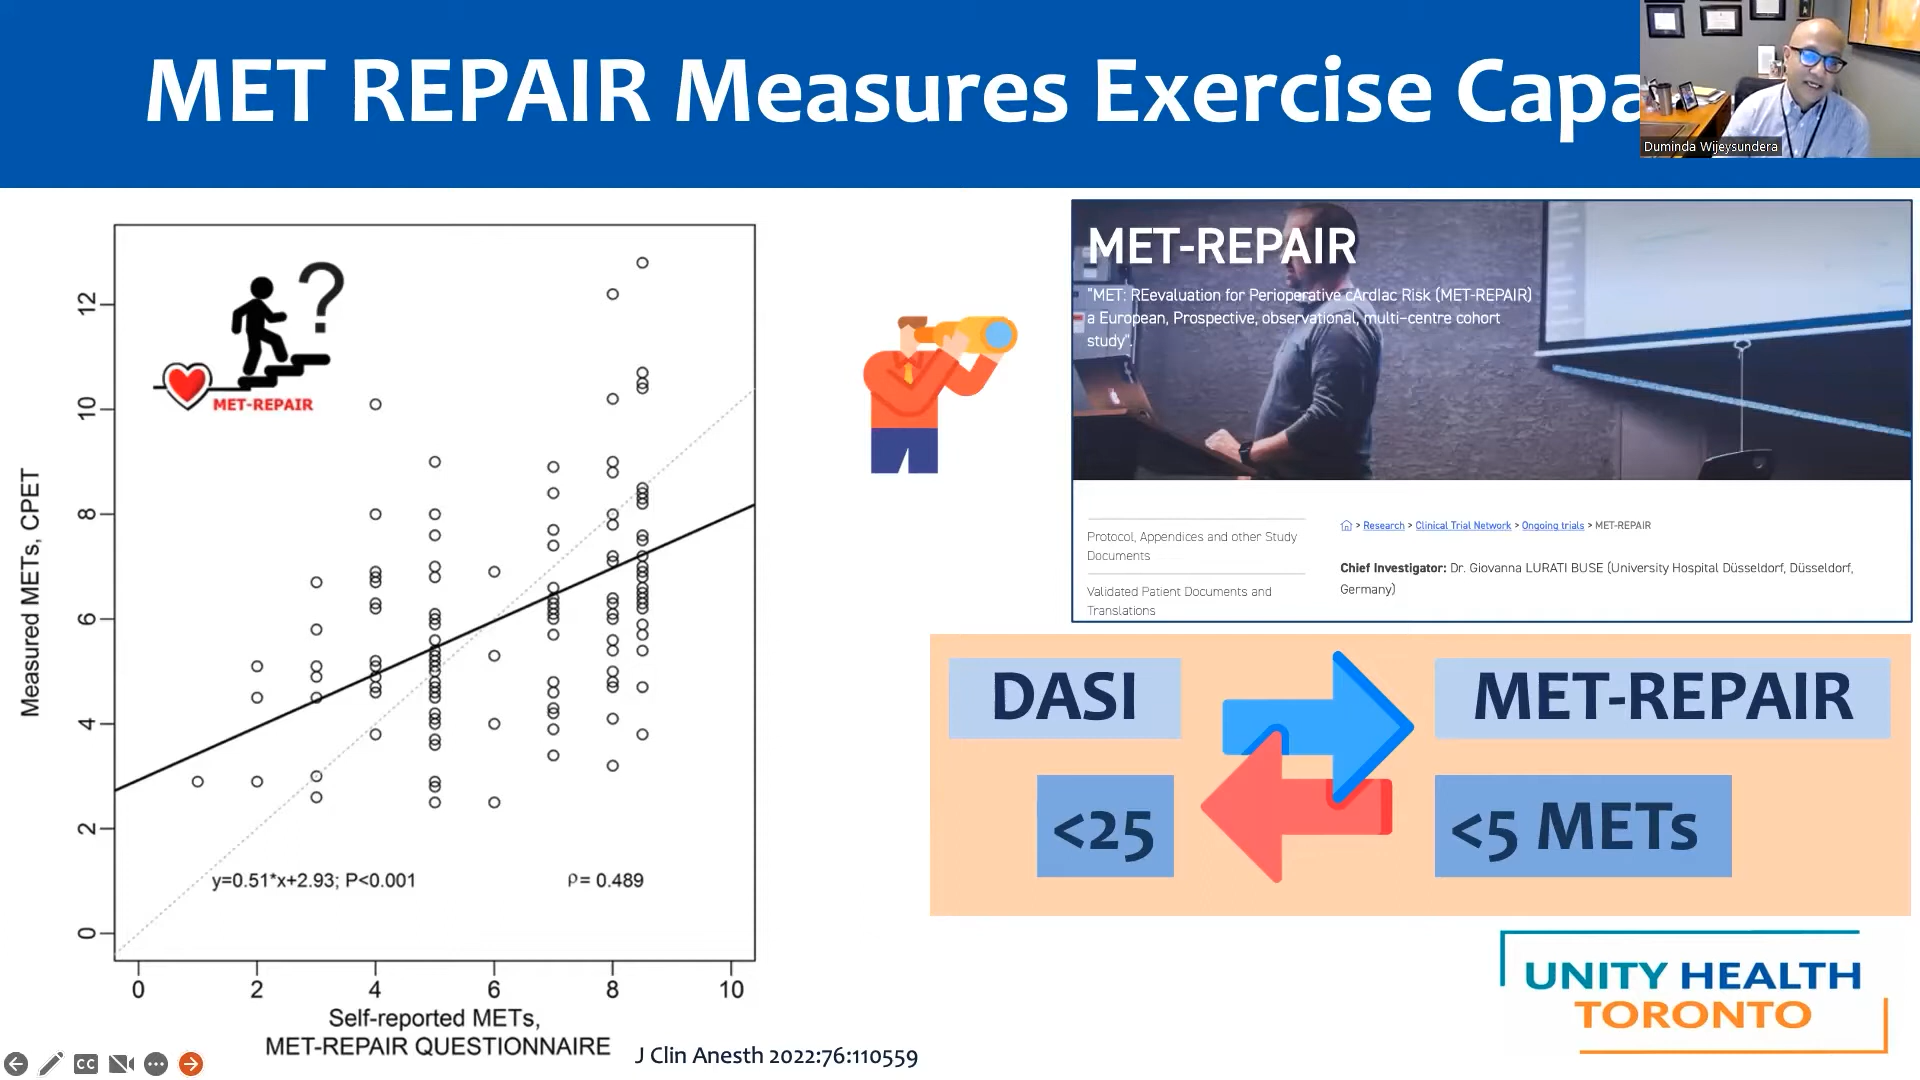 MET REPAIR Measures Exercise Capa
Duminda Wijeysundera
12
10
8
6
4
2
0
Measured METs, CPET
?
MET-REPAIR
y=0.51*x+2.93; P<0.001
ρ= 0.489
0 2 4 6 8 10
Self-reported METs,
MET-REPAIR QUESTIONNAIRE
J Clin Anesth 2022:76:110559
MET-REPAIR
"MET: REevaluation for Perioperative cArdIac Risk (MET-REPAIR)
a European, Prospective, observational, multi-centre cohort
study".
Protocol, Appendices and other Study
Documents
Validated Patient Documents and
Translations
> Research > Clinical Trial Network > Ongoing trials > MET-REPAIR
Chief Investigator: Dr. Giovanna LURATI BUSE (University Hospital Düsseldorf, Düsseldorf,
Germany)
DASI
MET-REPAIR
<25
<5 METs
UNITY HEALTH
TORONTO
CC